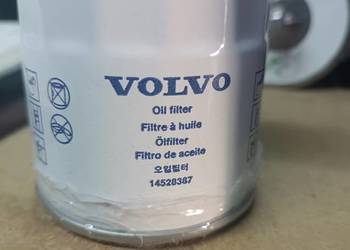 VOLVO
Oil filter
Filtre à huile
Ölfilter
Filtro de aceite
오일필터
14528387